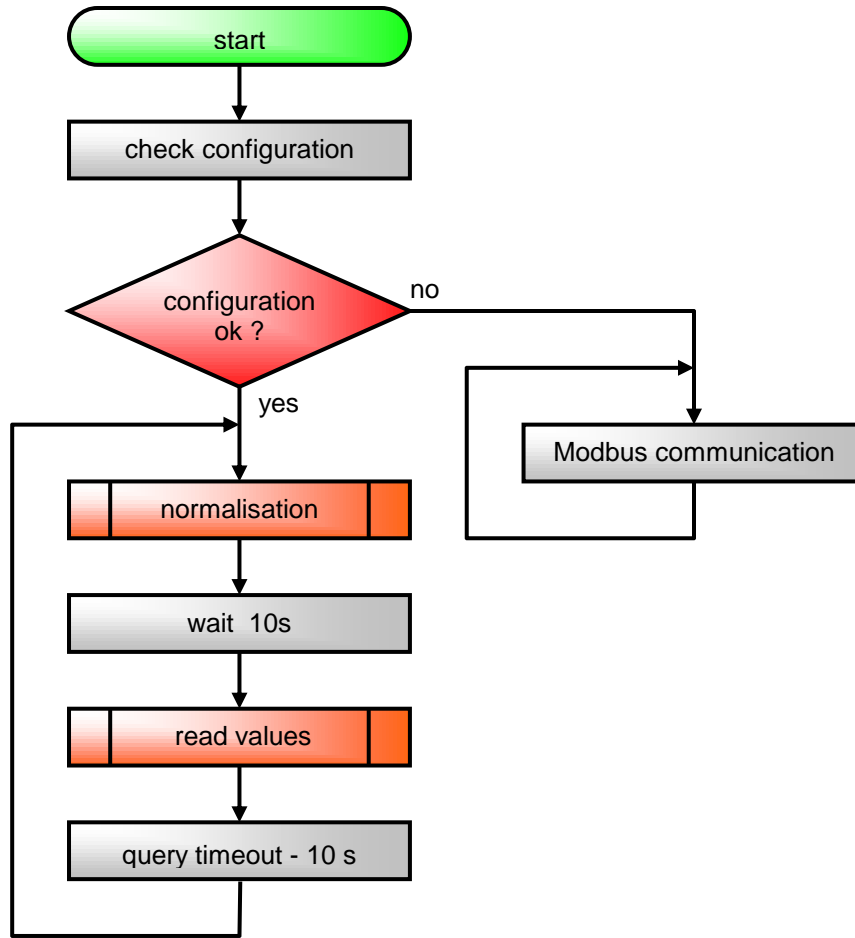 start
check configuration
configuration
ok ?
no
yes
Modbus communication
normalisation
wait 10s
read values
query timeout - 10 s